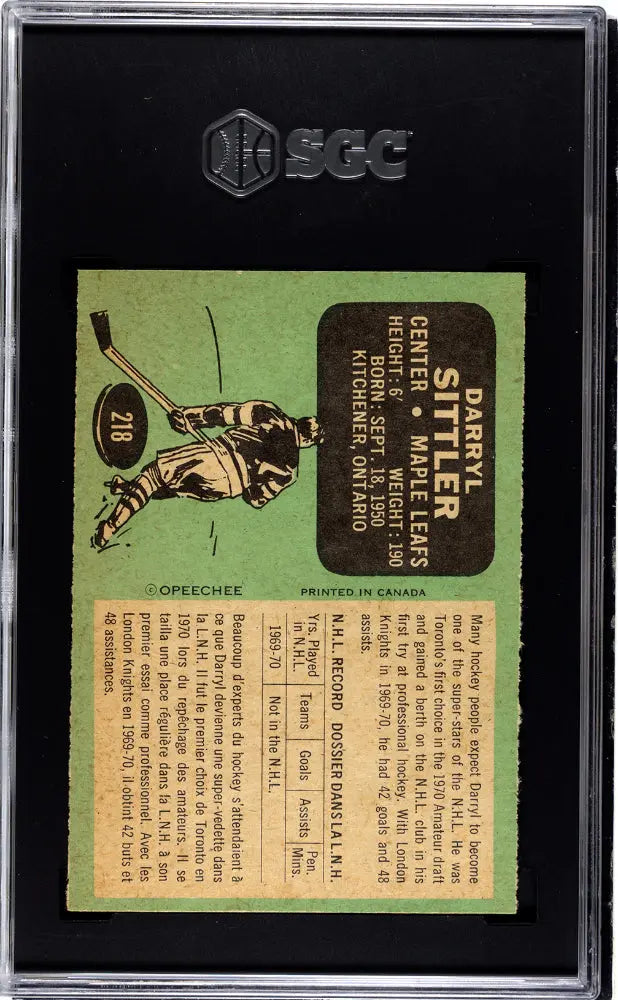 SGC
DARRYL
SITTLER
CENTER • MAPLE LEAFS
HEIGHT: 6' WEIGHT: 190
BORN: SEPT. 18, 1950
KITCHENER, ONTARIO
218
©OPEECHEE PRINTED IN CANADA
Many hockey people expect Darryl to become
one of the super-stars of the N.H.L. He was
Toronto's first choice in the 1970 Amateur draft
and gained a berth on the N.H.L. club in his
first try at professional hockey. With London
Knights in 1969-70, he had 42 goals and 48
assists.
N.H.L. RECORD DOSSIER DANS LA L.N.H.
Yrs. Played in N.H.L. Teams Goals Assists Pen. Mins.
1969-70 Not in the N.H.L.
Beaucoup d'experts du hockey s'attendaient à
ce que Darryl devienne une super-vedette dans
la L.N.H. Il fut le premier choix de Toronto en
1970 lors du repêchage des amateurs. Il se
tailla une place régulière dans la L.N.H. à son
premier essai comme professionnel. Avec les
London Knights en 1969-70, il obtint 42 buts et
48 assistances.